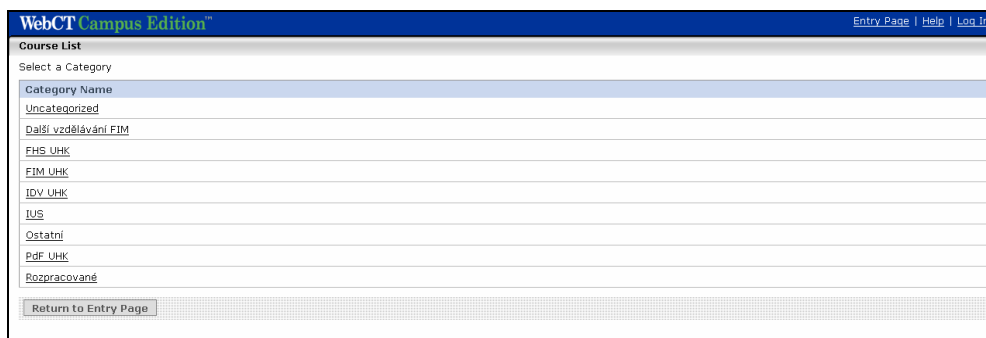 WebCT Campus Edition™ Entry Page | Help | Log In
Course List
Select a Category
Category Name
Uncategorized
Další vzdělávání FIM
FHS UHK
FIM UHK
IDV UHK
IUS
Ostatní
PdF UHK
Rozpracované
Return to Entry Page